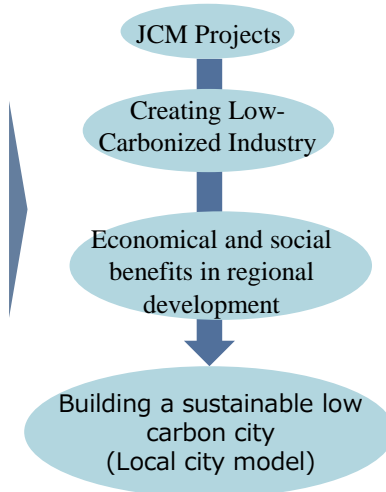 JCM Projects
Creating Low-
Carbonized Industry
Economical and social
benefits in regional
development
Building a sustainable low
carbon city
(Local city model)